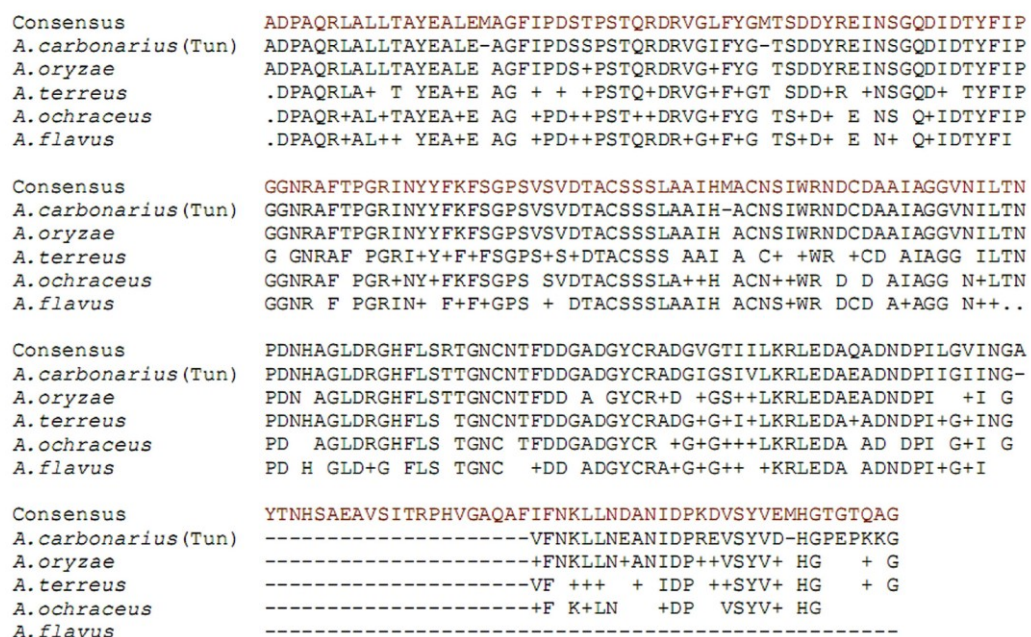 Consensus ADPAQRLALLTAYEALEMAGFIPDSTPSTQRDRVGLFYGMTSDDYREINSGQDIDTYFIP
A.carbonarius(Tun) ADPAQRLALLTAYEALE-AGFIPDSSPSTQRDRVGIFYG-TSDDYREINSGQDIDTYFIP
A.oryzae ADPAQRLALLTAYEALE AGFIPDS+PSTQRDRVG+FYG TSDDYREINSGQDIDTYFIP
A.terreus .DPAQRLA+ T YEA+E AG + + +PSTQ+DRVG+F+GT SDD+R +NSGQD+ TYFIP
A.ochraceus .DPAQR+AL+TAYEA+E AG +PD++PST++DRVG+F+G TS+D+ E NS Q+IDTYFIP
A.flavus .DPAQR+AL++ YEA+E AG +PD++PSTQRDR+G+F+G TS+D+ E N+ Q+IDTYFI
Consensus GGNRAFTPGRINYYFKFSGPSVSVDTACSSSLAAIHMACNSIWRNDCDAAIAGGVNILTN
A.carbonarius(Tun) GGNRAFTPGRINYYFKFSGPSVSVDTACSSSLAAIH-ACNSIWRNDCDAAIAGGVNILTN
A.oryzae GGNRAFTPGRINYYFKFSGPSVSVDTACSSSLAAIH ACNSIWRNDCDAAIAGGVNILTN
A.terreus G GNRAF PGRI+Y+F+FSGPS+S+DTACSSS AAI A C+ +WR +CD AIAGG ILTN
A.ochraceus GGNRAF PGR+NY+FKFSGPS SVDTACSSSLA++IH ACN++WR D D AIAGG N+LTN
A.flavus GGNR F PGRIN+ F+F+GPS + DTACSSSLAAIH ACNS+WR DCD A+AGG N++..
Consensus PDNHAGLDRGHFLSRTGNCNTFDDGADGYCRADGVGTIILKRLEDAQADNDPILGVINGA
A.carbonarius(Tun) PDNHAGLDRGHFLSTTGNCNTFDDGADGYCRADGIGSIVLKRLEDAEADNDPIIGIING-
A.oryzae PDN AGLDRGHFLSTTGNCNTFDD A GYCR+D +GS++LKRLEDAEADNDPI +I G
A.terreus PDNHAGLDRGHFLS TGNCNTFDDGADGYCRADG+G+I+LKRLEDA+ADNDPI+G+ING
A.ochraceus PD AGLDRGHFLS TGNC TFDDGADGYCR +G+G+++LKRLEDA AD DPI G+I G
A.flavus PD H GLD+G FLS TGNC +DD ADGYCRA+G+G++ +KRLEDA ADNDPI+G+I
Consensus YTNHSAEAVSITRPHVGAQAFIFNKLLNDANIDPKDVSYVEMHGTGTQAG
A.carbonarius(Tun) ---------------------VFNKLLNEANIDPREVSYVD-HGPEPKKG
A.oryzae ---------------------+FNKLLN+ANIDP++VSYV+ HG + G
A.terreus ---------------------VF +++ + IDP ++SYV+ HG + G
A.ochraceus ---------------------+F K+LN +DP VSYV+ HG
A.flavus --------------------------------------------------